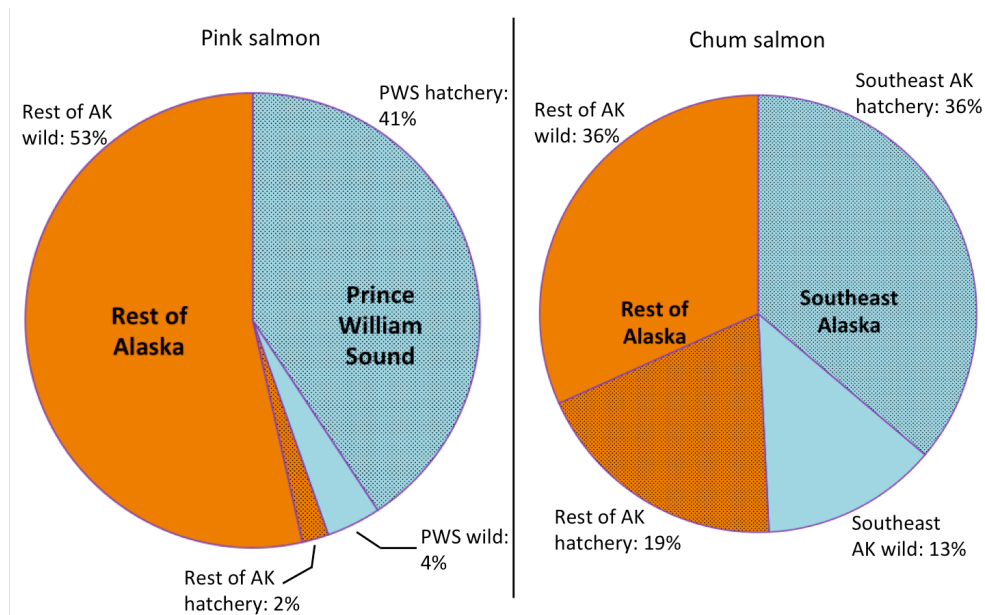 Pink salmon
Rest of AK
wild: 53%
PWS hatchery:
41%
Rest of
Alaska
Prince
William
Sound
PWS wild:
4%
Rest of AK
hatchery: 2%
Chum salmon
Rest of AK
wild: 36%
Southeast AK
hatchery: 36%
Rest of
Alaska
Southeast
Alaska
Rest of AK
hatchery: 19%
Southeast
AK wild: 13%